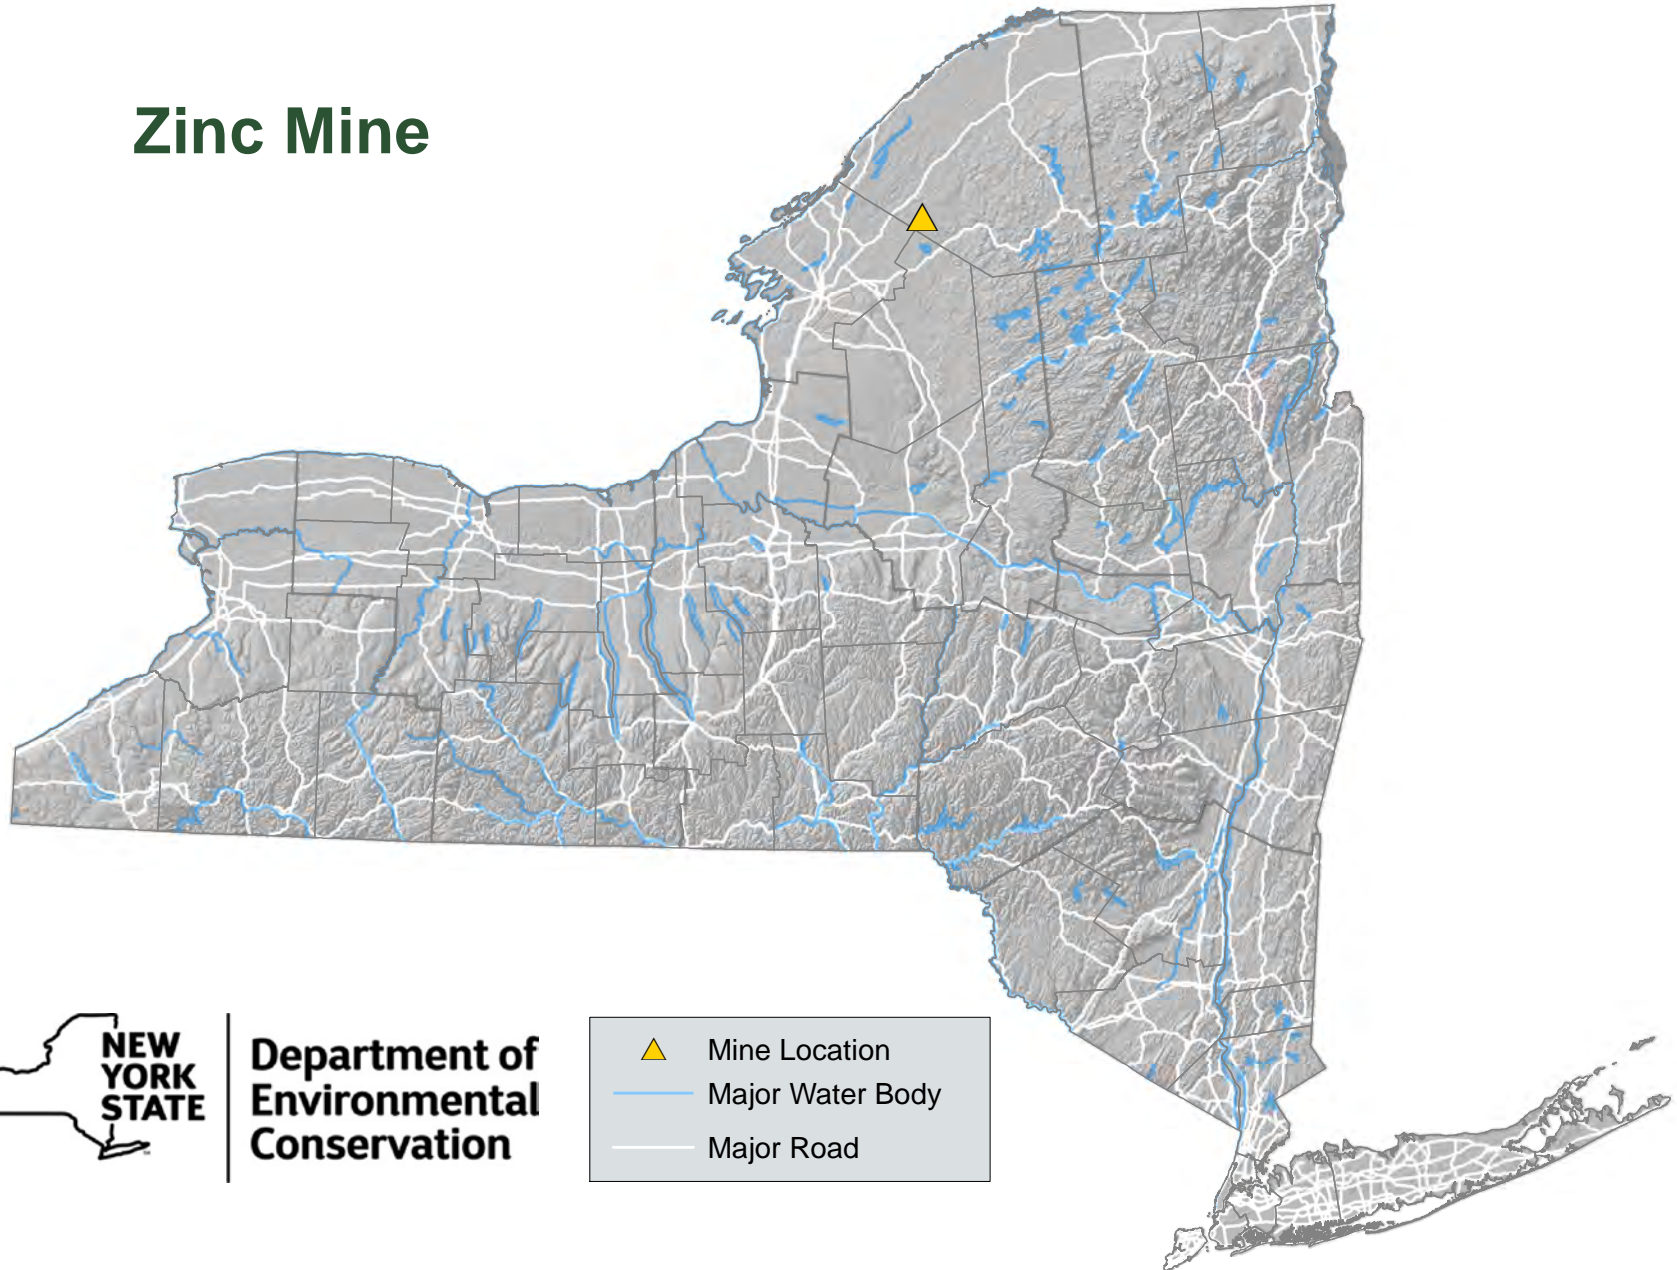 Zinc Mine
NEW
YORK
STATE
Department of
Environmental
Conservation
Mine Location
Major Water Body
Major Road